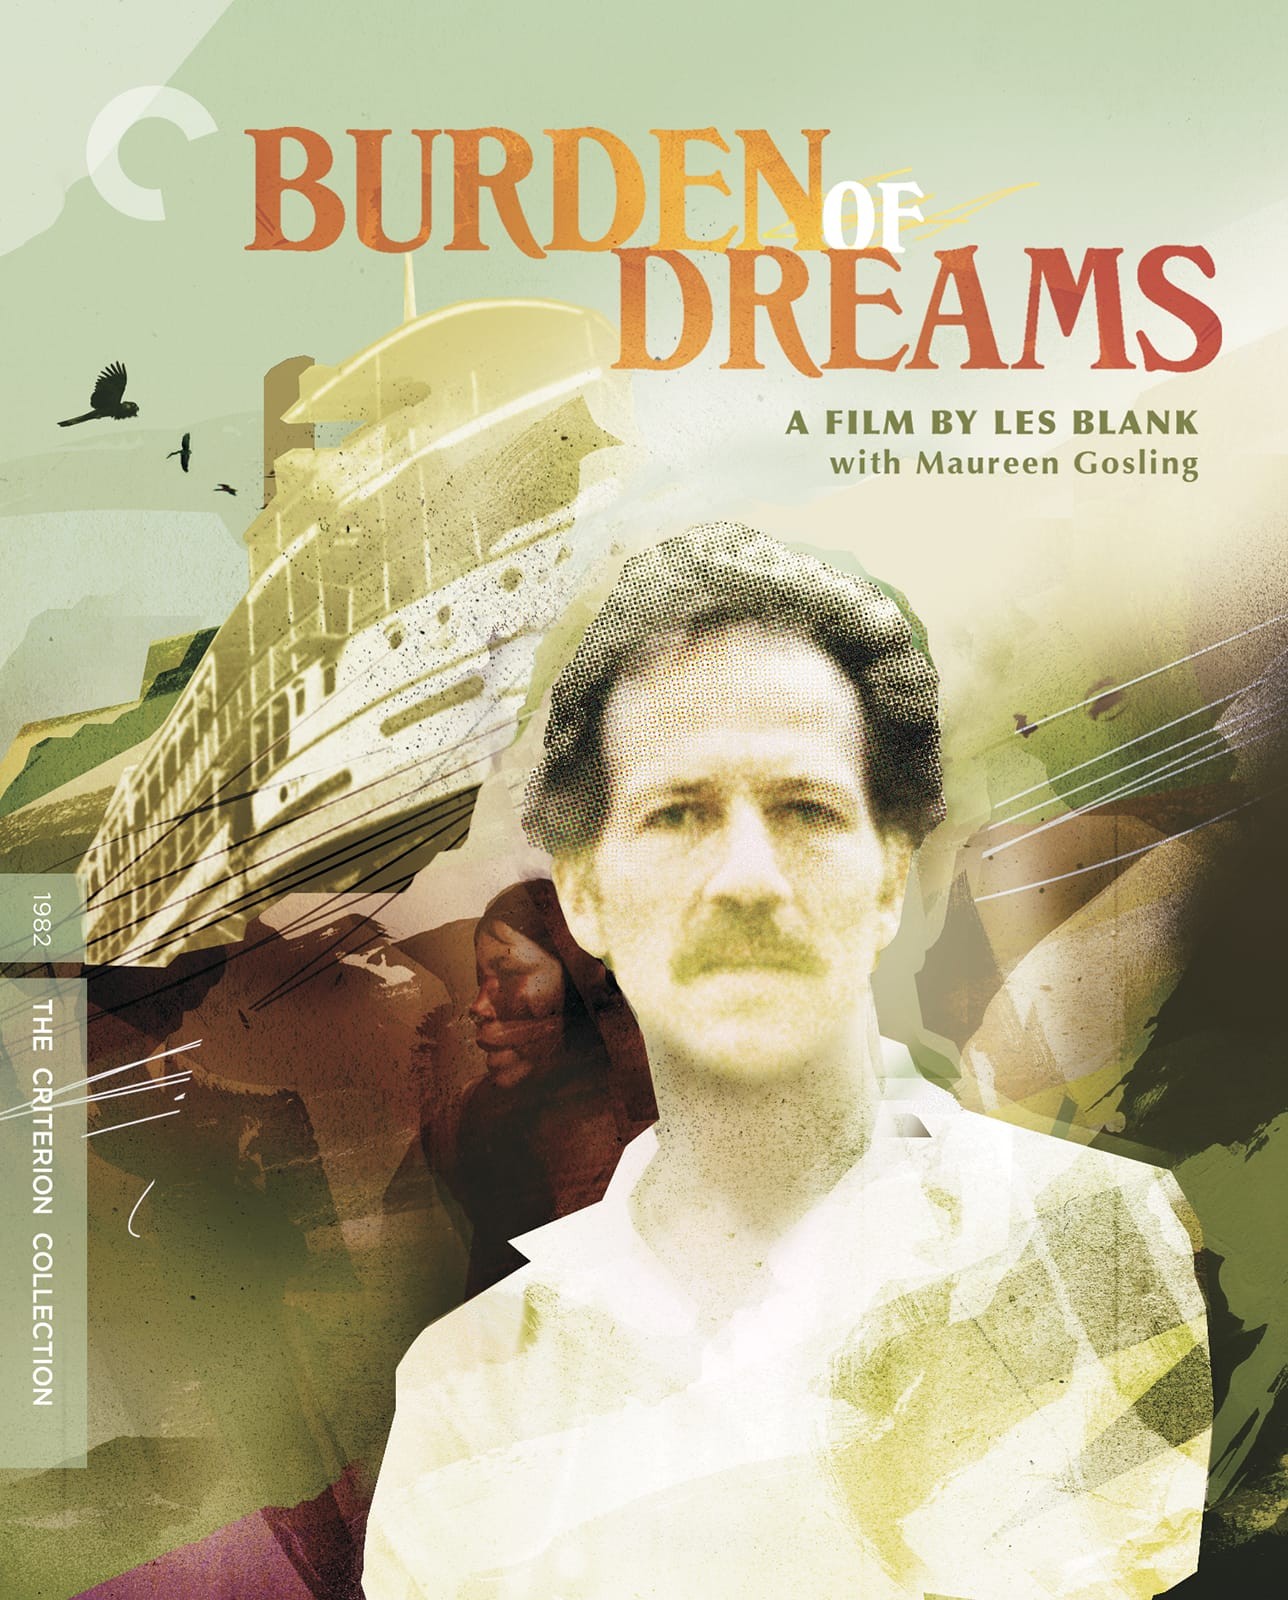 BURDEN OF
DREAMS
A FILM BY LES BLANK
with Maureen Gosling
1982
THE CRITERION COLLECTION